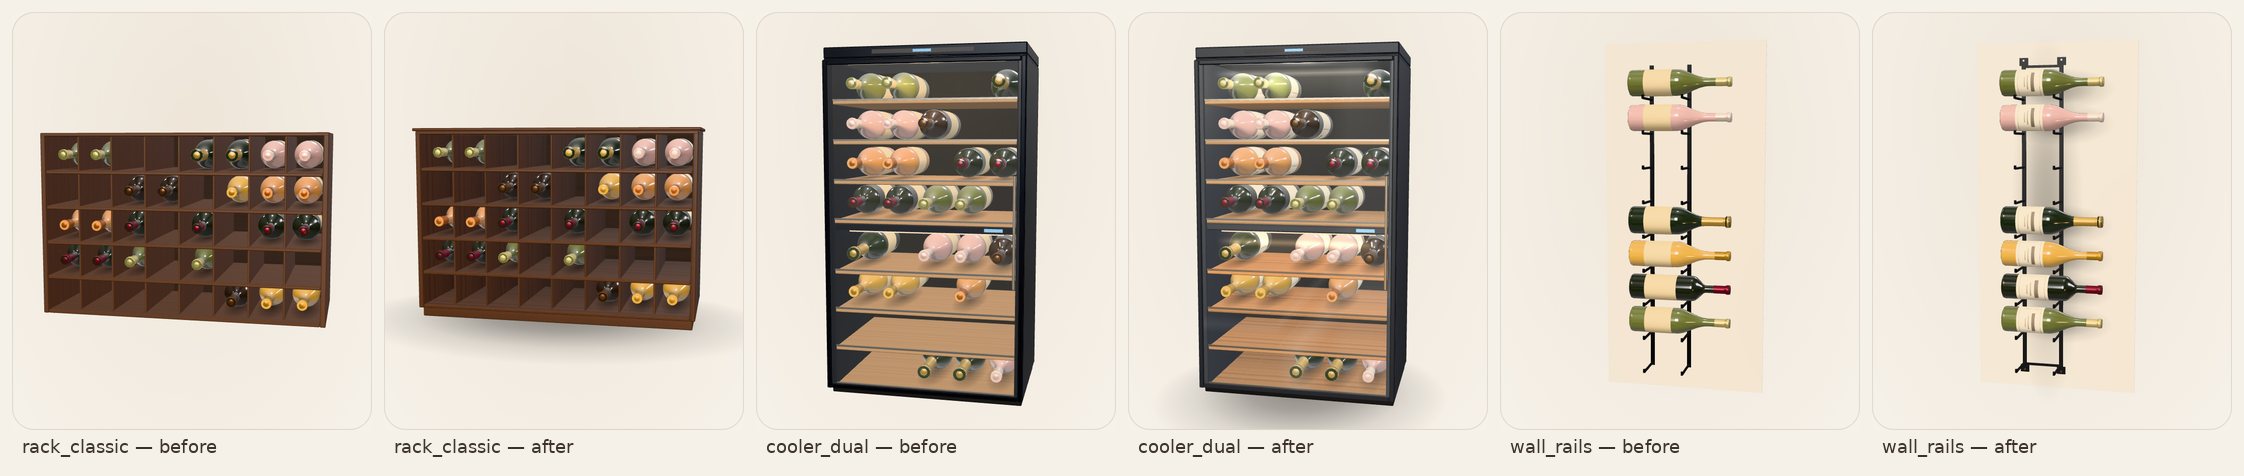 rack_classic — before
rack_classic — after
cooler_dual — before
cooler_dual — after
wall_rails — before
wall_rails — after